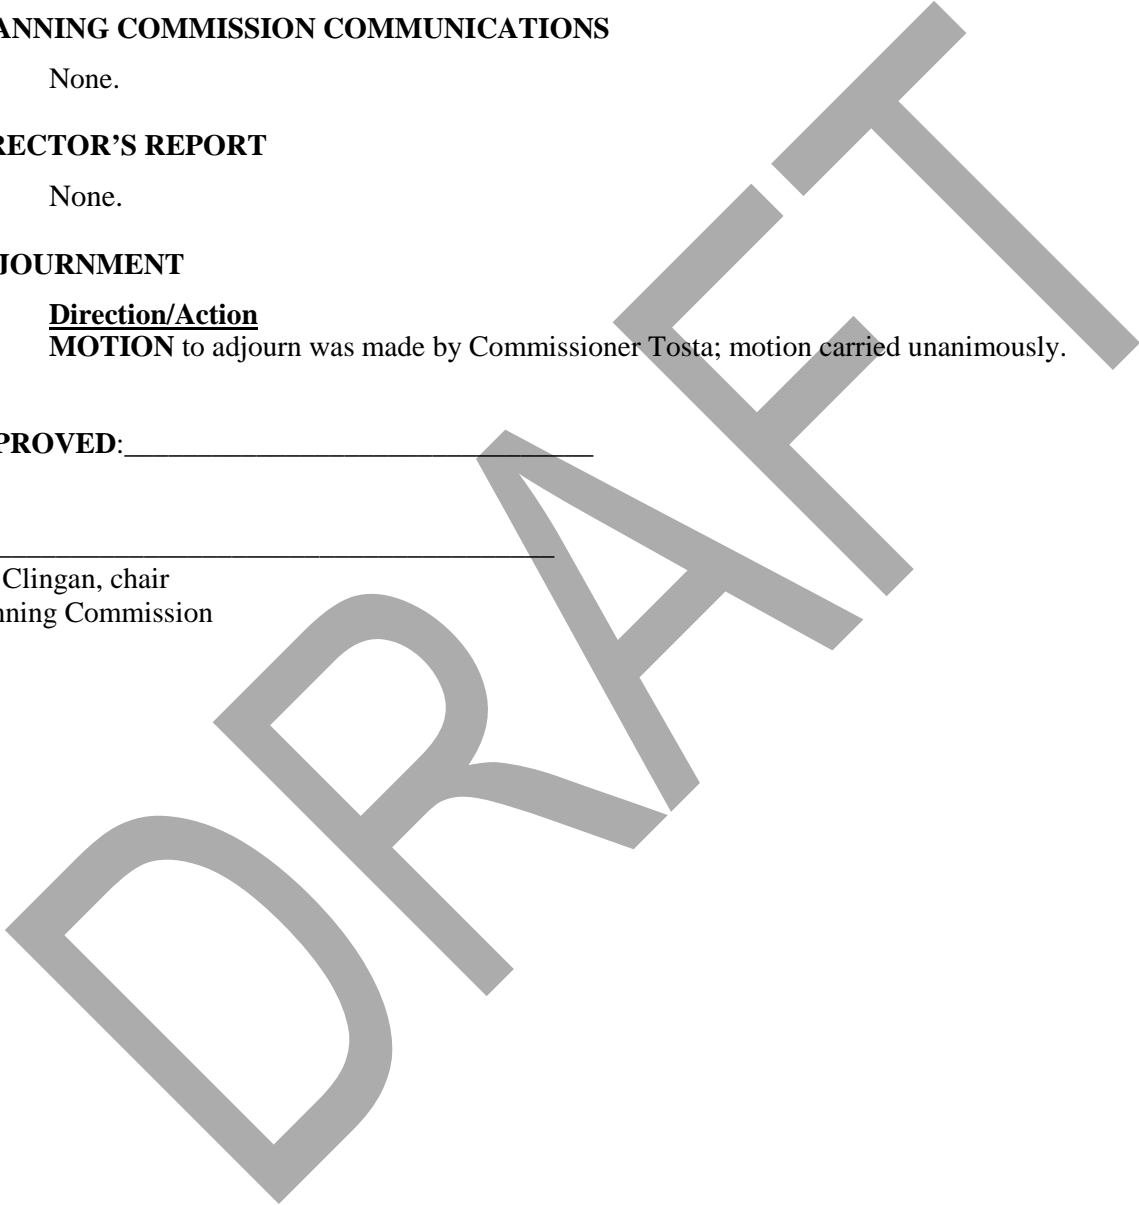 ANNING COMMISSION COMMUNICATIONS
None.
RECTOR'S REPORT
None.
JOURNMENT
Direction/Action
MOTION to adjourn was made by Commissioner Tosta; motion carried unanimously.
PROVED:________________________________
Clingan, chair
nning Commission
DRAFT